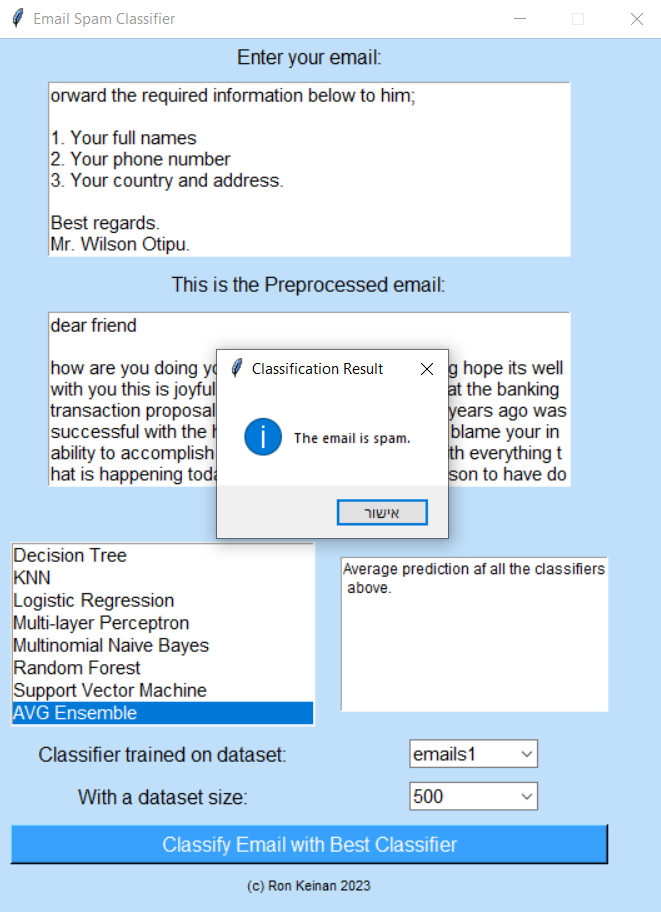 Email Spam Classifier
Enter your email:
orward the required information below to him;
1. Your full names
2. Your phone number
3. Your country and address.
Best regards.
Mr. Wilson Otipu.
This is the Preprocessed email:
dear friend
how are you doing yo g hope its well
with you this is joyful at the banking
transaction proposal years ago was
successful with the h blame your in
ability to accomplish th everything t
hat is happening toda son to have do
Classification Result
The email is spam.
אישור
Decision Tree
KNN
Logistic Regression
Multi-layer Perceptron
Multinomial Naive Bayes
Random Forest
Support Vector Machine
AVG Ensemble
Average prediction af all the classifiers
above.
Classifier trained on dataset:
emails1
With a dataset size:
500
Classify Email with Best Classifier
(c) Ron Keinan 2023